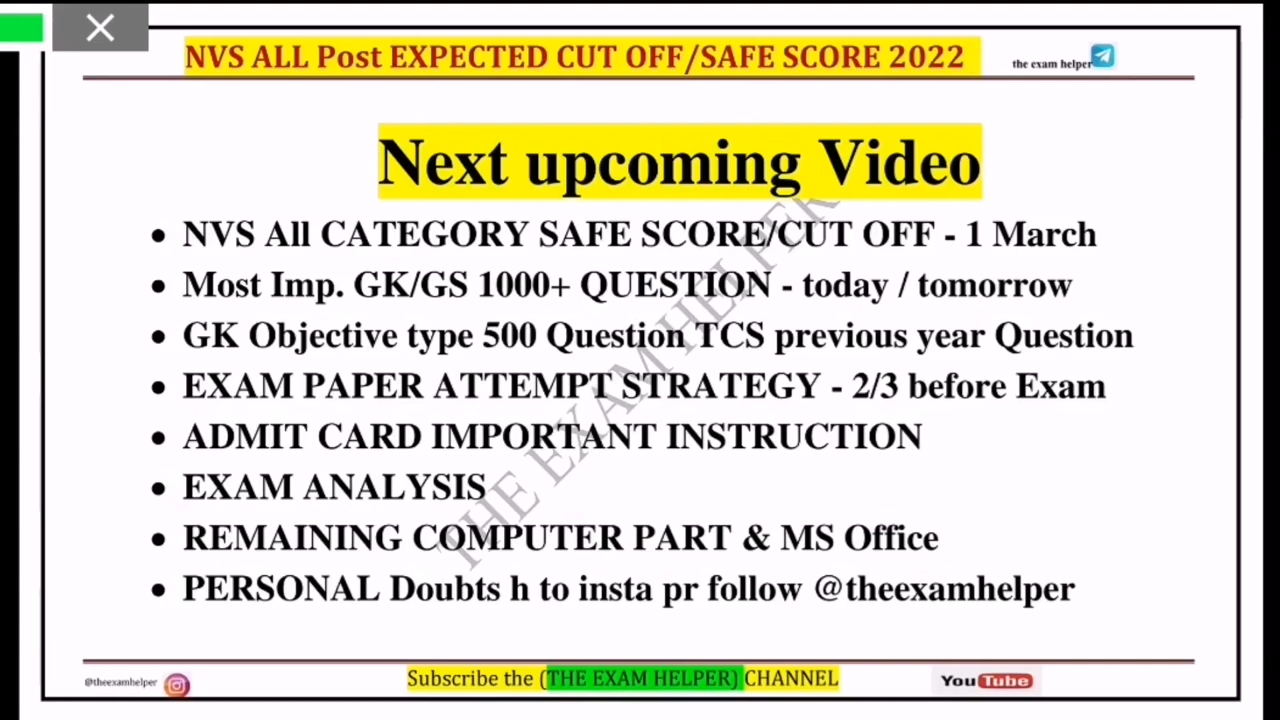 NVS ALL Post EXPECTED CUT OFF/SAFE SCORE 2022
the exam helper
Next upcoming Video
• NVS All CATEGORY SAFE SCORE/CUT OFF - 1 March
• Most Imp. GK/GS 1000+ QUESTION - today / tomorrow
• GK Objective type 500 Question TCS previous year Question
• EXAM PAPER ATTEMPT STRATEGY - 2/3 before Exam
• ADMIT CARD IMPORTANT INSTRUCTION
• EXAM ANALYSIS
• REMAINING COMPUTER PART & MS Office
• PERSONAL Doubts h to insta pr follow @theexamhelper
THE EXAM HELPER
@theexamhelper
Subscribe the (THE EXAM HELPER) CHANNEL
YouTube